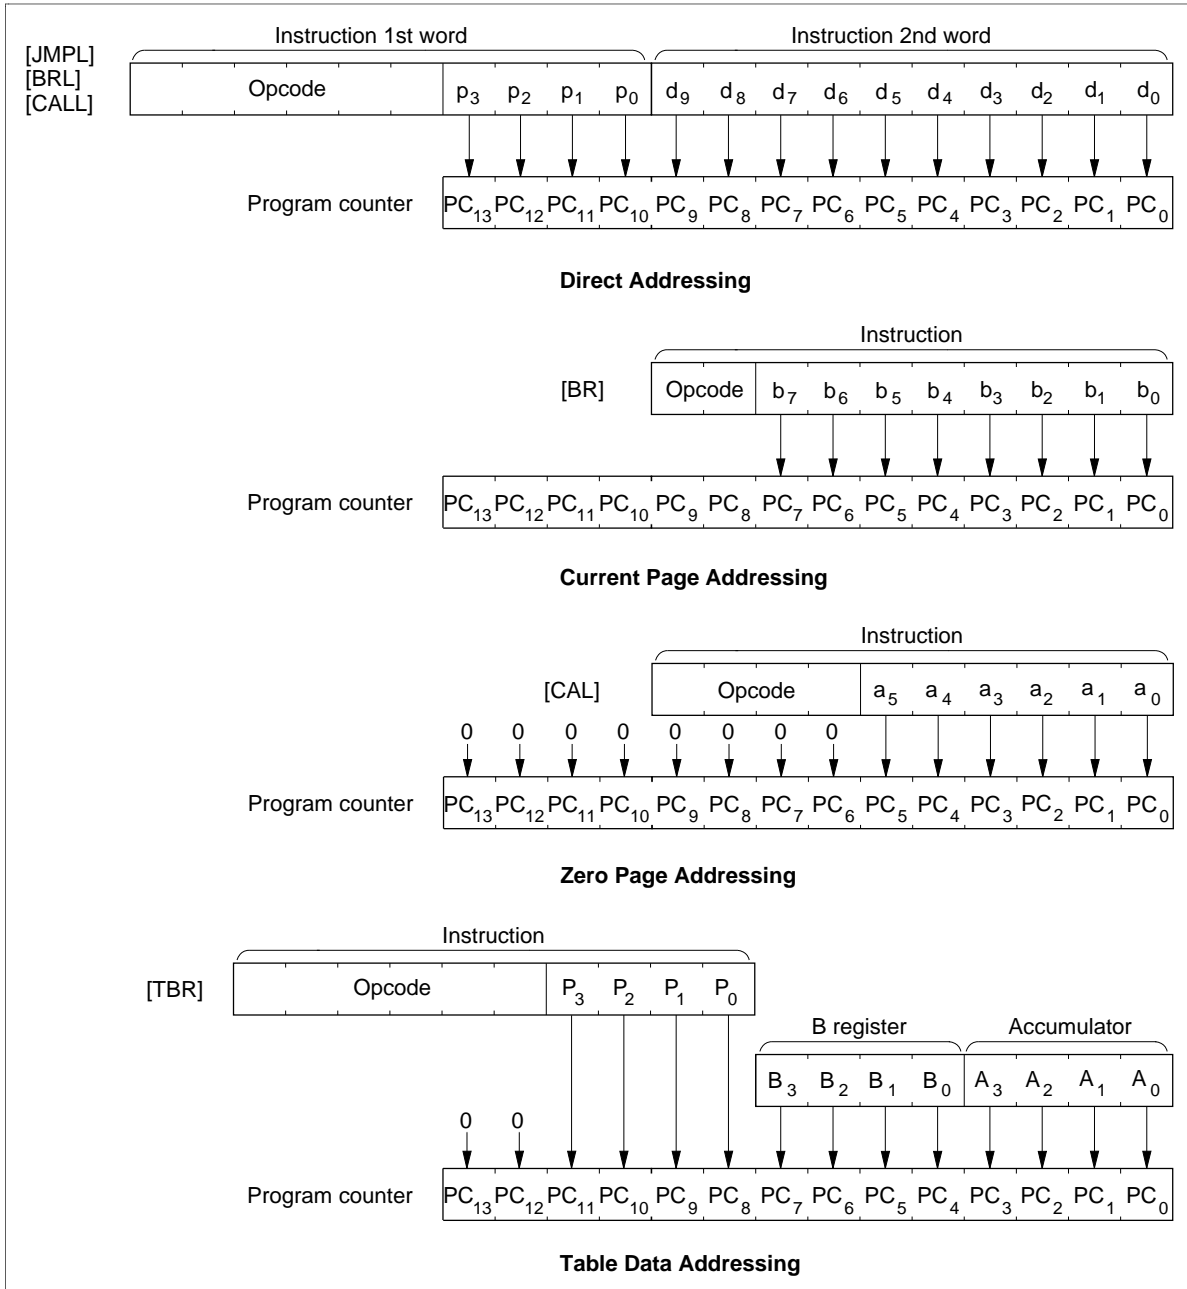 Instruction 1st word Instruction 2nd word
[JMPL]
[BRL]
[CALL]
Opcode p3 p2 p1 p0 d9 d8 d7 d6 d5 d4 d3 d2 d1 d0
Program counter PC13 PC12 PC11 PC10 PC9 PC8 PC7 PC6 PC5 PC4 PC3 PC2 PC1 PC0
Direct Addressing
Instruction
[BR] Opcode b7 b6 b5 b4 b3 b2 b1 b0
Program counter PC13 PC12 PC11 PC10 PC9 PC8 PC7 PC6 PC5 PC4 PC3 PC2 PC1 PC0
Current Page Addressing
Instruction
[CAL] Opcode a5 a4 a3 a2 a1 a0
0 0 0 0 0 0 0 0
Program counter PC13 PC12 PC11 PC10 PC9 PC8 PC7 PC6 PC5 PC4 PC3 PC2 PC1 PC0
Zero Page Addressing
Instruction
[TBR] Opcode P3 P2 P1 P0
B register Accumulator
B3 B2 B1 B0 A3 A2 A1 A0
0 0
Program counter PC13 PC12 PC11 PC10 PC9 PC8 PC7 PC6 PC5 PC4 PC3 PC2 PC1 PC0
Table Data Addressing